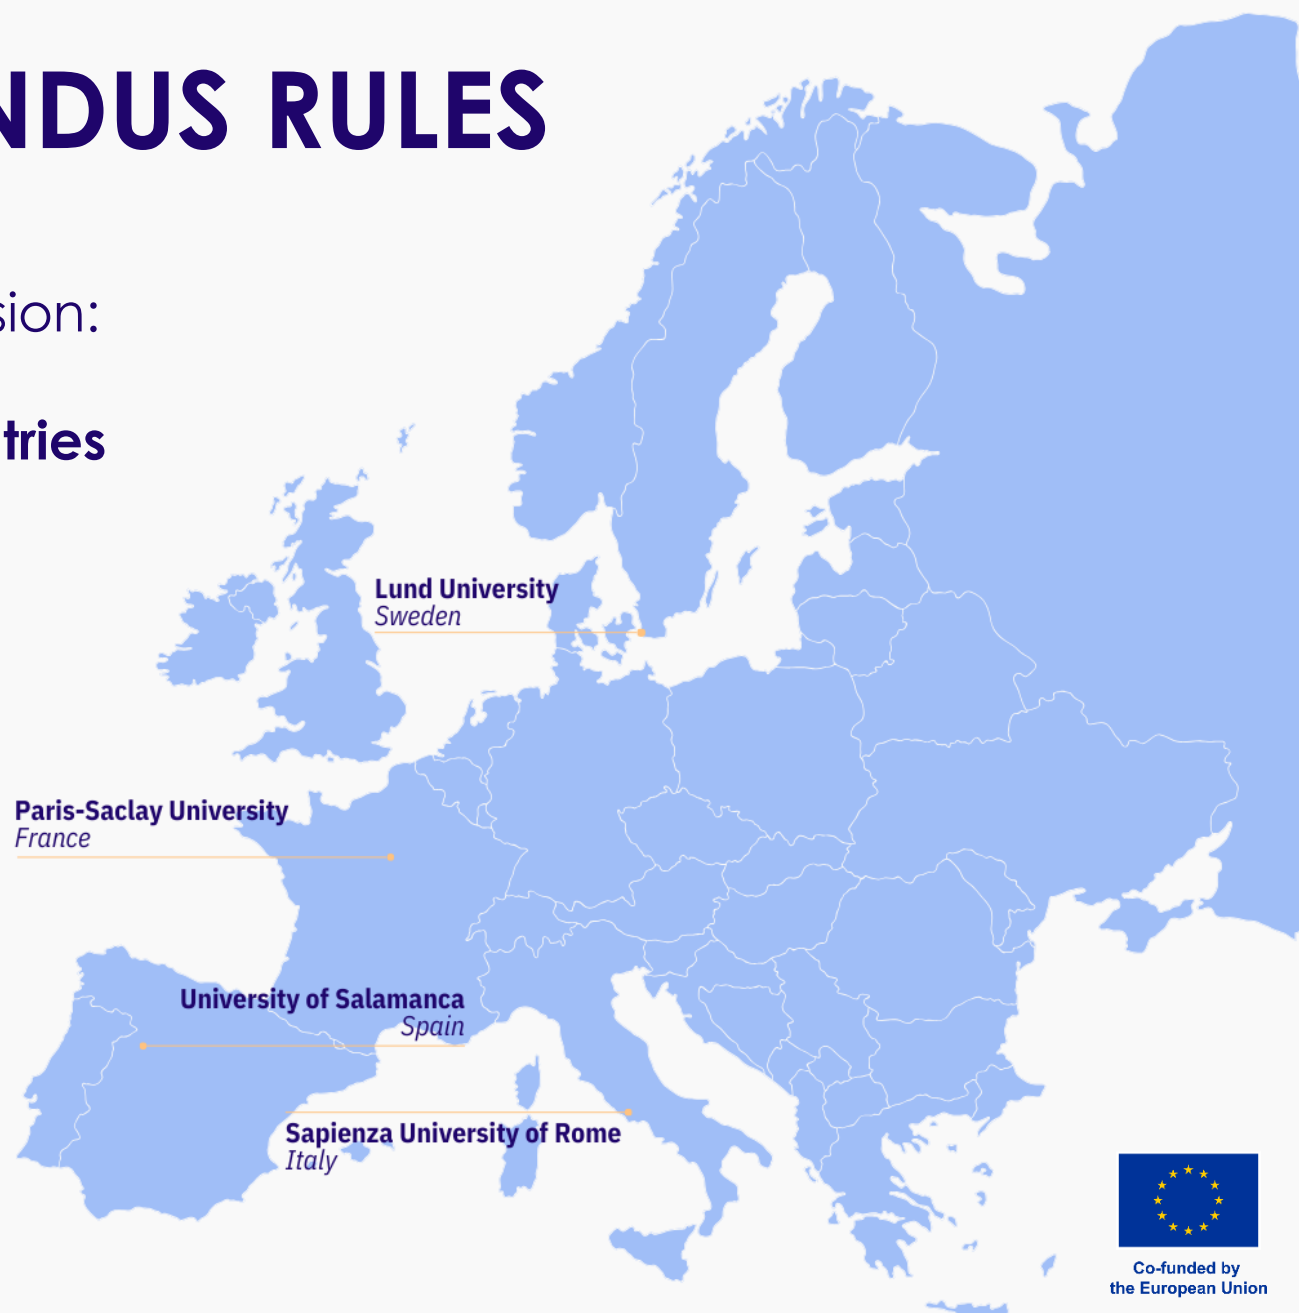 NDUS RULES
sion:
tries
Lund University
Sweden
Paris-Saclay University
France
University of Salamanca
Spain
Sapienza University of Rome
Italy
Co-funded by
the European Union